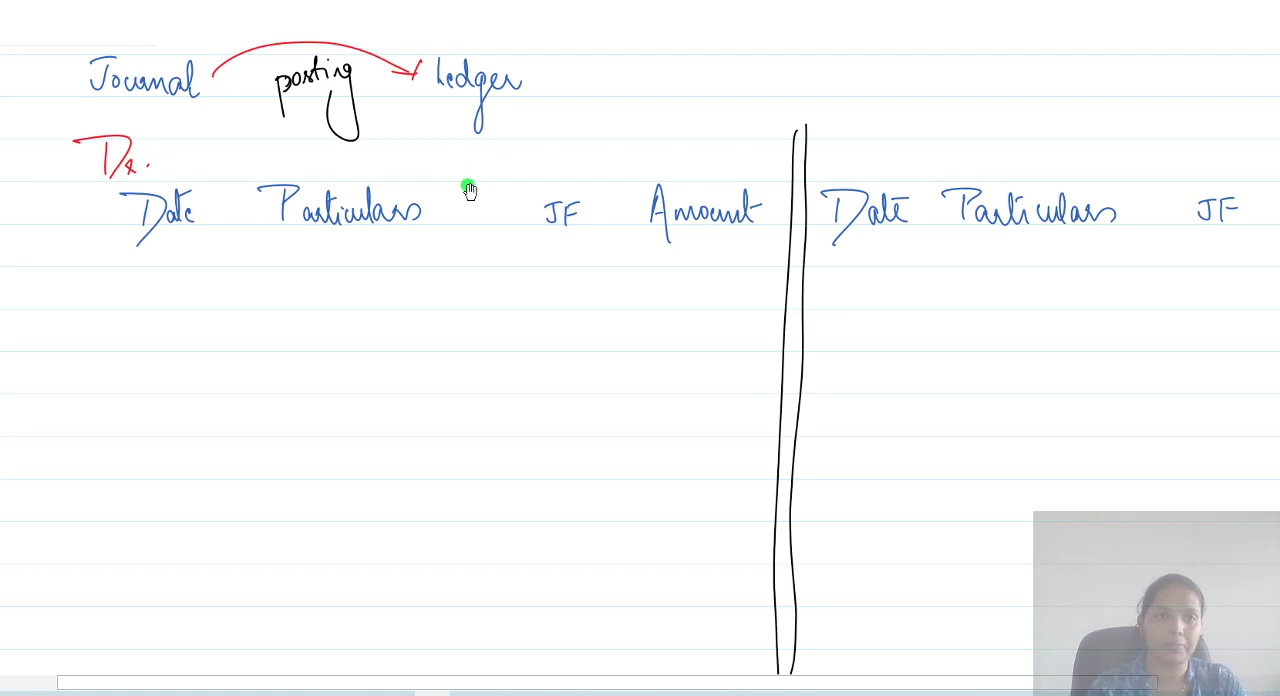 Journal posting Ledger
Dr.
Date Particulars JF Amount Date Particulars JF